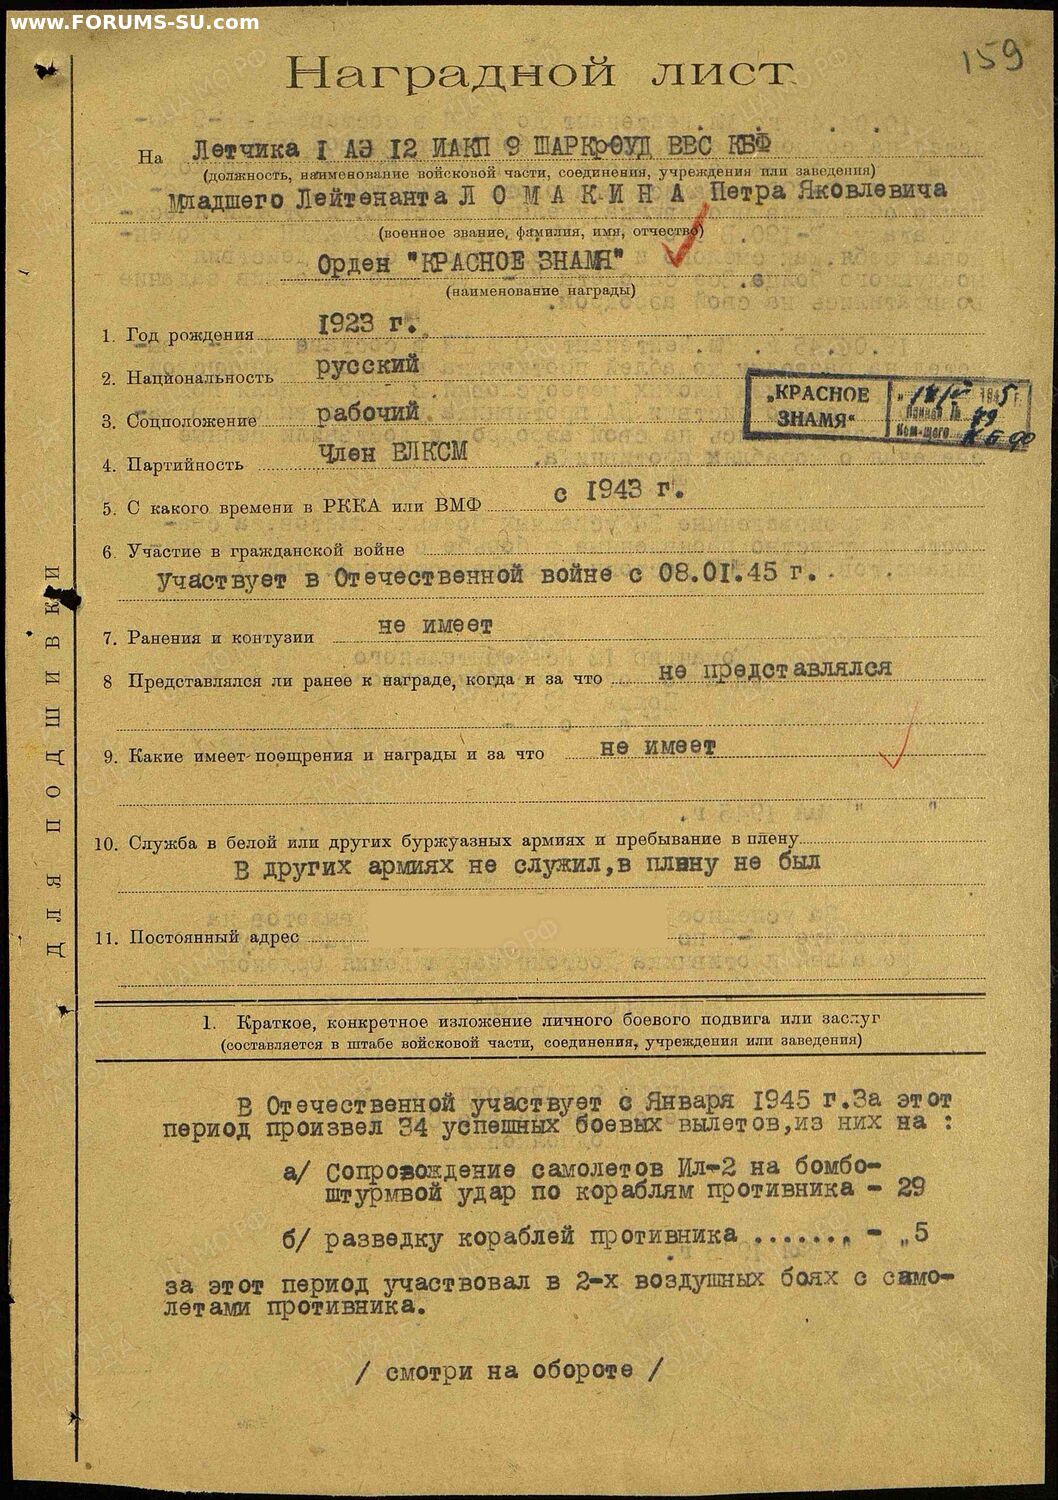 www.FORUMS-SU.com
159
Наградной лист
На Летчика I АЭ 12 ИАКП 9 ШАРКрОУД ВВС КБФ
(должность, наименование войсковой части, соединения, учреждения или заведения)
младшего Лейтенанта Л О М А К И Н А Петра Яковлевича
(военное звание, фамилия, имя, отчество)
Орден "КРАСНОЕ ЗНАМЯ"
(наименование награды)
1. Год рождения 1923 г.
2. Национальность русский
„КРАСНОЕ ЗНАМЯ“
1945 г.
49
КБФ
3. Соцположение рабочий
4. Партийность Член ВЛКСМ
5. С какого времени в РККА или ВМФ с 1943 г.
6. Участие в гражданской войне
участвует в Отечественной войне с 08.01.45 г.
7. Ранения и контузии не имеет
8 Представлялся ли ранее к награде, когда и за что не представлялся
9. Какие имеет поощрения и награды и за что не имеет
10. Служба в белой или других буржуазных армиях и пребывание в плену
В других армиях не служил, в плену не был
11. Постоянный адрес
ДЛЯ ПОДШИВКИ
1. Краткое, конкретное изложение личного боевого подвига или заслуг
(составляется в штабе войсковой части, соединения, учреждения или заведения)
В Отечественной участвует с Января 1945 г. За этот
период произвел 34 успешных боевых вылетов, из них на :
а/ Сопровождение самолетов Ил-2 на бомбо-
штурмвой удар по кораблям противника - 29
б/ разведку кораблей противника ....... - „5
за этот период участвовал в 2-х воздушных боях с само-
летами противника.
/ смотри на обороте /